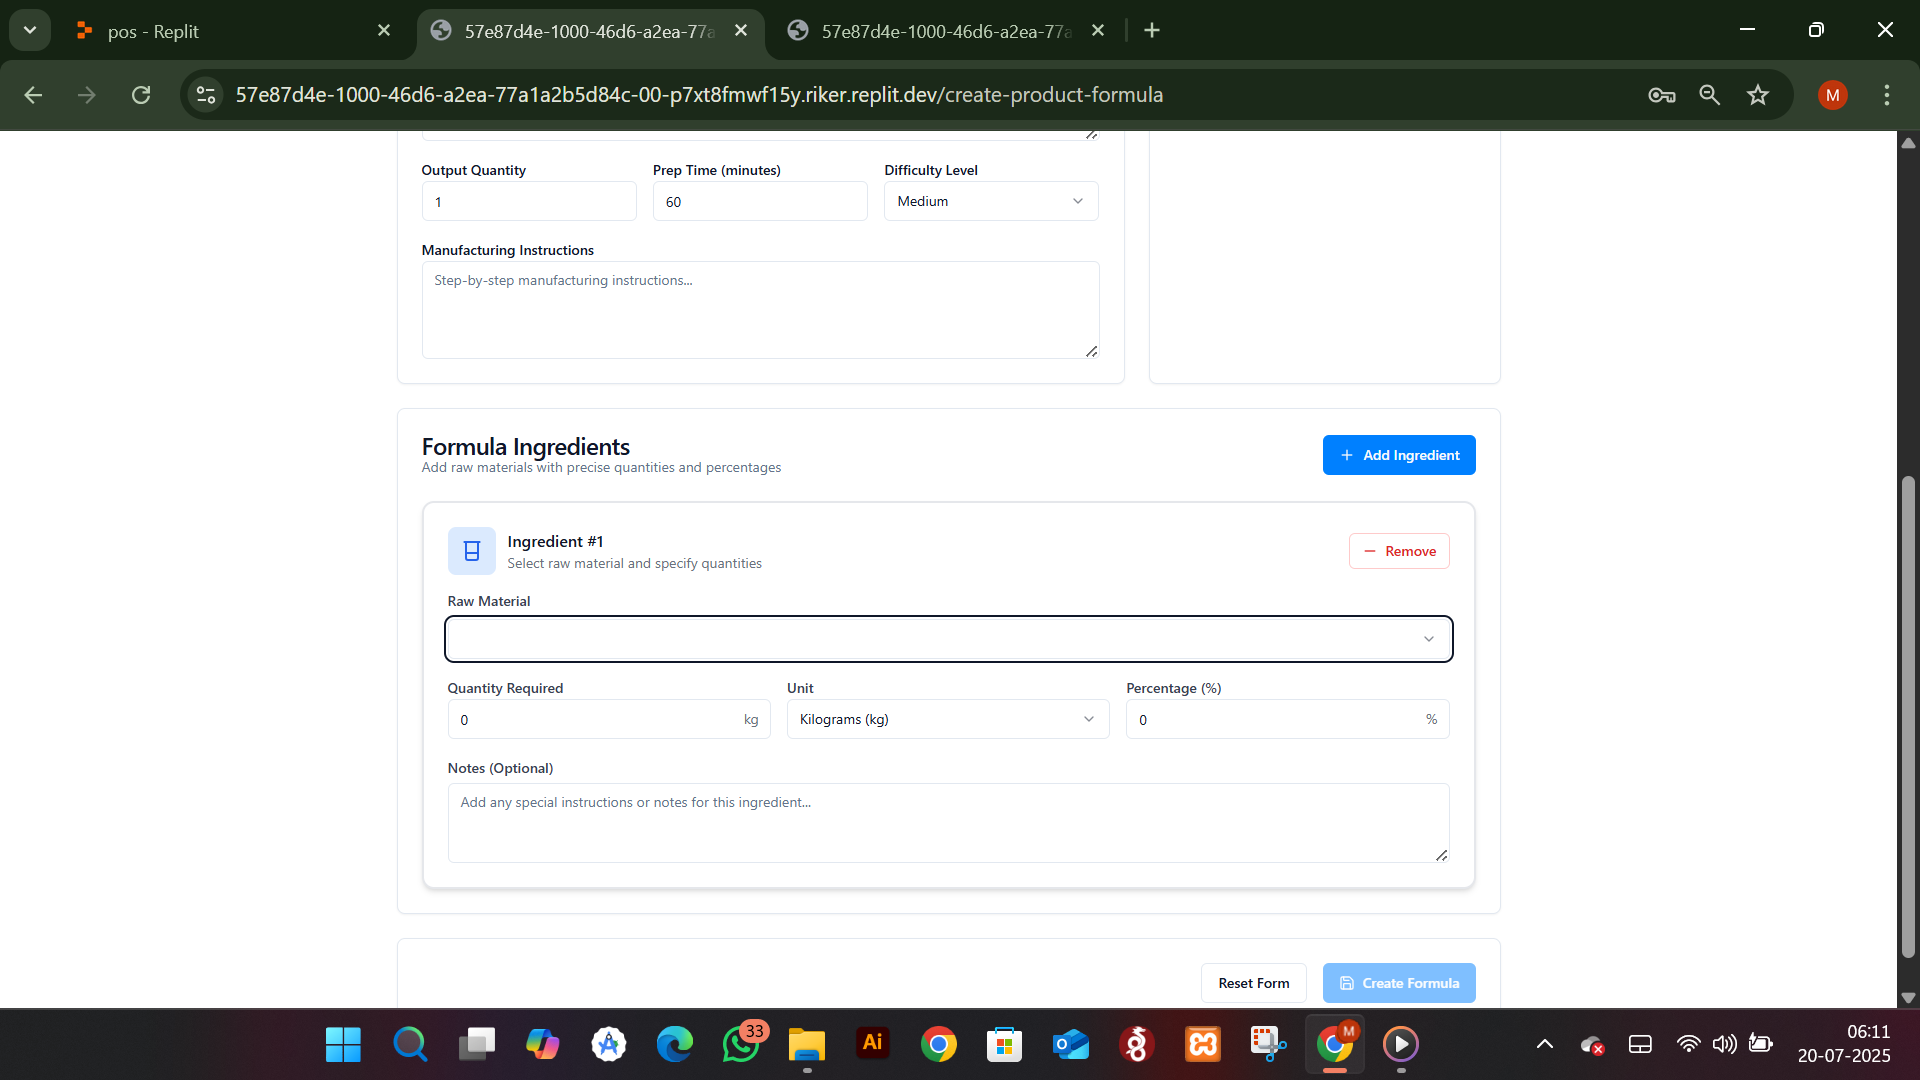 pos - Replit
57e87d4e-1000-46d6-a2ea-77a
57e87d4e-1000-46d6-a2ea-77a
57e87d4e-1000-46d6-a2ea-77a1a2b5d84c-00-p7xt8fmwf15y.riker.replit.dev/create-product-formula
M
Output Quantity
Prep Time (minutes)
Difficulty Level
1
60
Medium
Manufacturing Instructions
Step-by-step manufacturing instructions...
Formula Ingredients
Add raw materials with precise quantities and percentages
Add Ingredient
Ingredient #1
Select raw material and specify quantities
Remove
Raw Material
Quantity Required
Unit
Percentage (%)
0 kg
Kilograms (kg)
0 %
Notes (Optional)
Add any special instructions or notes for this ingredient...
Reset Form
Create Formula
33
Ai
M
06:11
20-07-2025